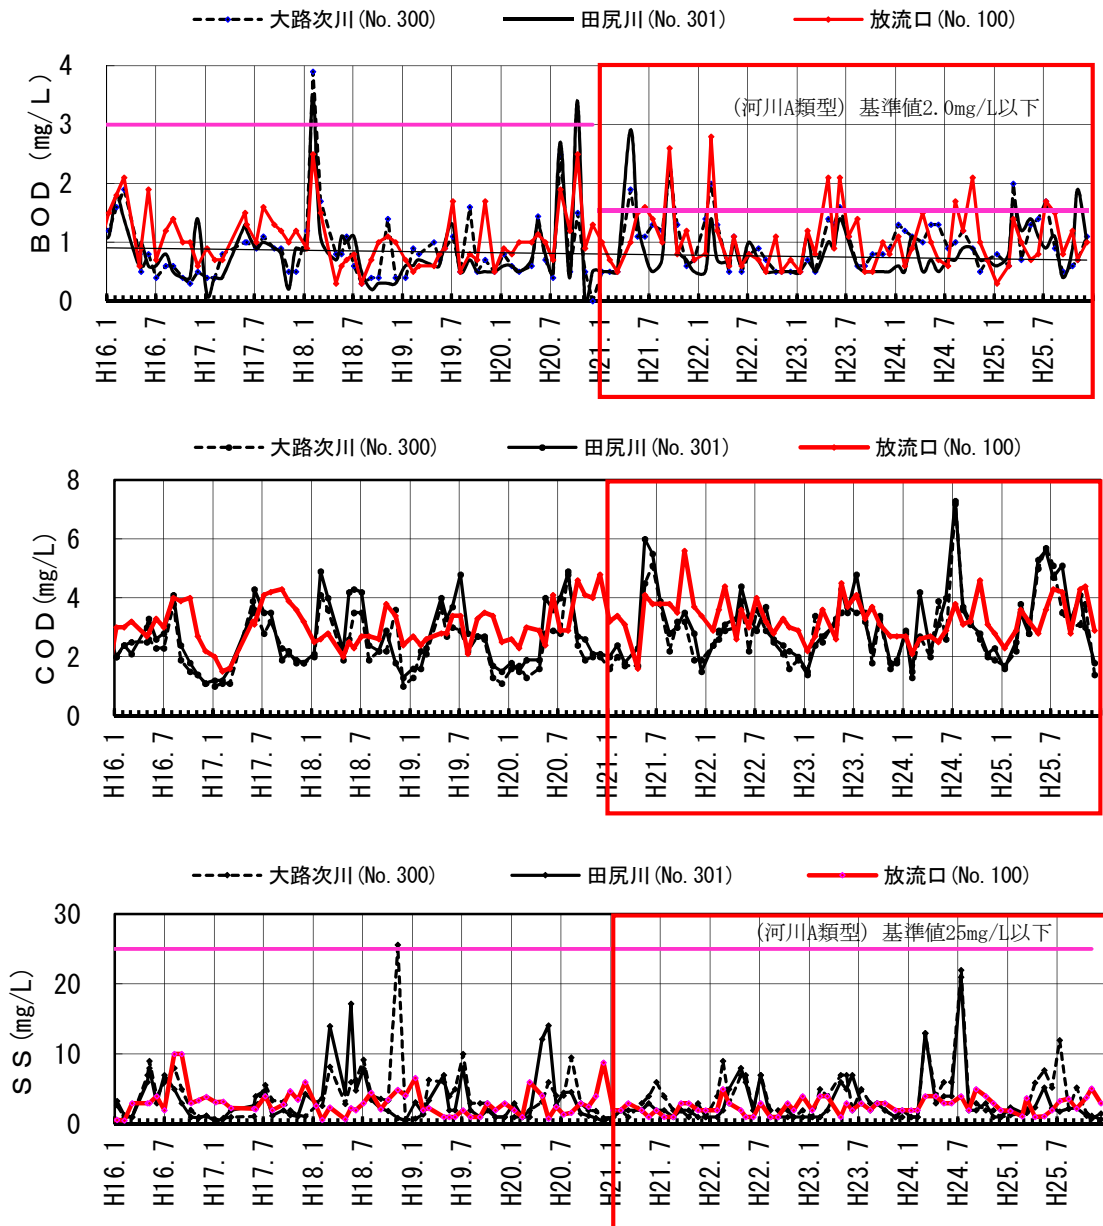 大路次川(No.300) 田尻川(No.301) 放流口(No.100)
BOD (mg/L)
4
3
2
1
0
(河川A類型) 基準値2.0mg/L以下
H16.1 H16.7 H17.1 H17.7 H18.1 H18.7 H19.1 H19.7 H20.1 H20.7 H21.1 H21.7 H22.1 H22.7 H23.1 H23.7 H24.1 H24.7 H25.1 H25.7
大路次川(No.300) 田尻川(No.301) 放流口(No.100)
COD (mg/L)
8
6
4
2
0
H16.1 H16.7 H17.1 H17.7 H18.1 H18.7 H19.1 H19.7 H20.1 H20.7 H21.1 H21.7 H22.1 H22.7 H23.1 H23.7 H24.1 H24.7 H25.1 H25.7
大路次川(No.300) 田尻川(No.301) 放流口(No.100)
SS (mg/L)
30
20
10
0
(河川A類型) 基準値25mg/L以下
H16.1 H16.7 H17.1 H17.7 H18.1 H18.7 H19.1 H19.7 H20.1 H20.7 H21.1 H21.7 H22.1 H22.7 H23.1 H23.7 H24.1 H24.7 H25.1 H25.7